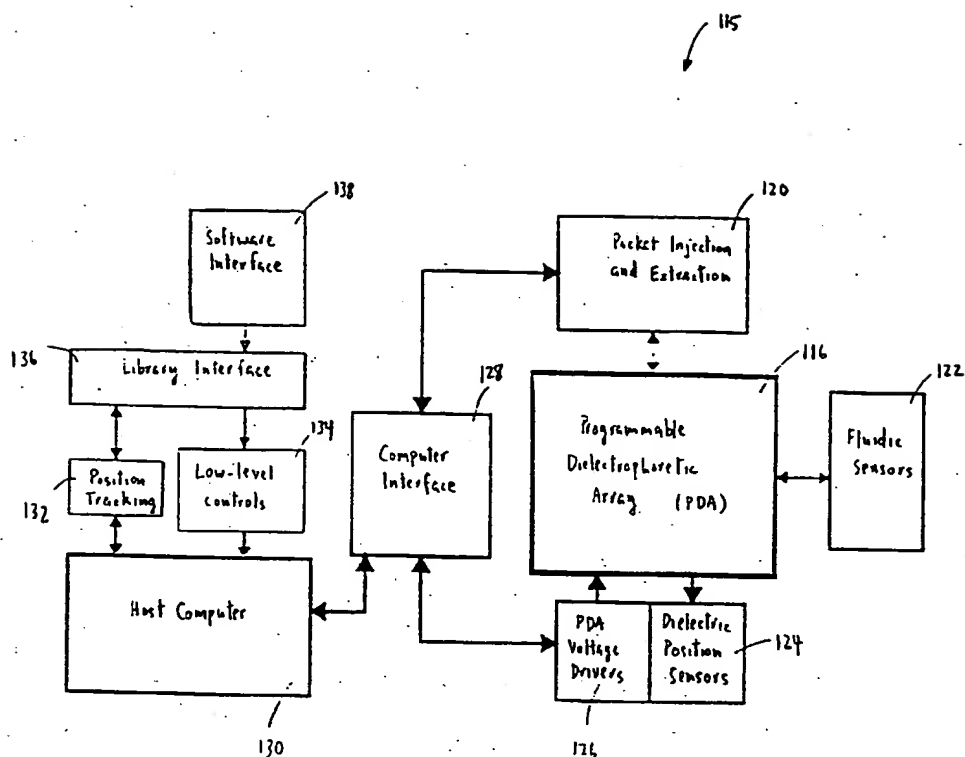 115
138
Software
Interface
120
Packet Injection
and Extraction
136
Library Interface
128
Computer
Interface
116
Programmable
Dielectrophoretic
Array (PDA)
122
Fluidic
Sensors
132
Position
Tracking
134
Low-level
controls
Host Computer
130
PDA
Voltage
Drivers
126
Dielectric
Position
Sensors
124